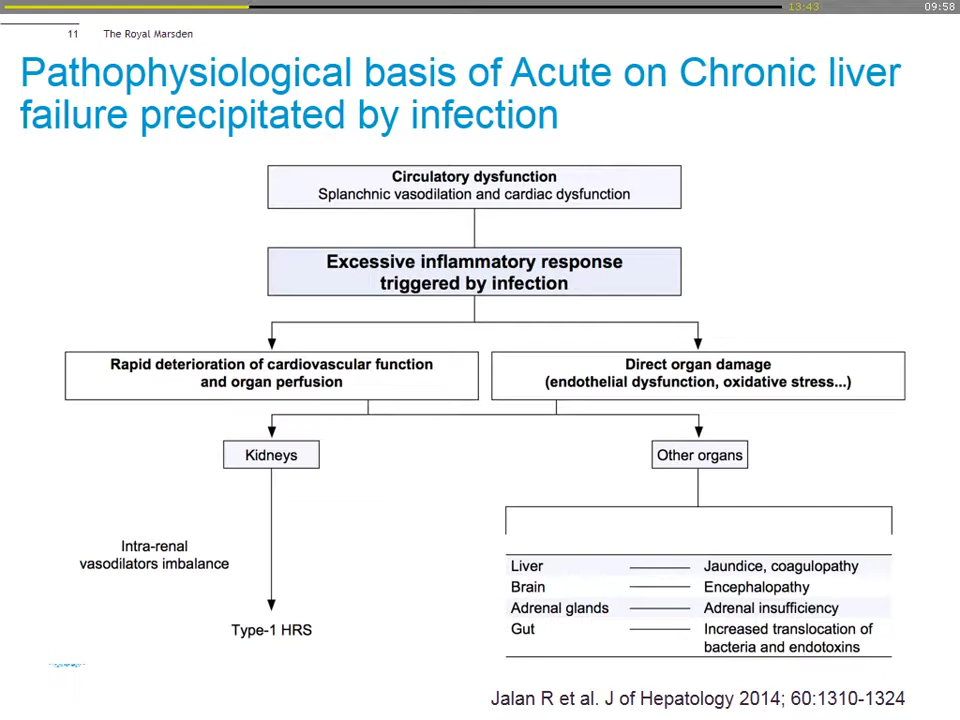 13:43
09:58
11 The Royal Marsden
Pathophysiological basis of Acute on Chronic liver
failure precipitated by infection
Circulatory dysfunction
Splanchnic vasodilation and cardiac dysfunction
Excessive inflammatory response
triggered by infection
Rapid deterioration of cardiovascular function
and organ perfusion
Direct organ damage
(endothelial dysfunction, oxidative stress...)
Kidneys
Other organs
Intra-renal
vasodilators imbalance
Type-1 HRS
Liver Jaundice, coagulopathy
Brain Encephalopathy
Adrenal glands Adrenal insufficiency
Gut Increased translocation of
bacteria and endotoxins
Jalan R et al. J of Hepatology 2014; 60:1310-1324